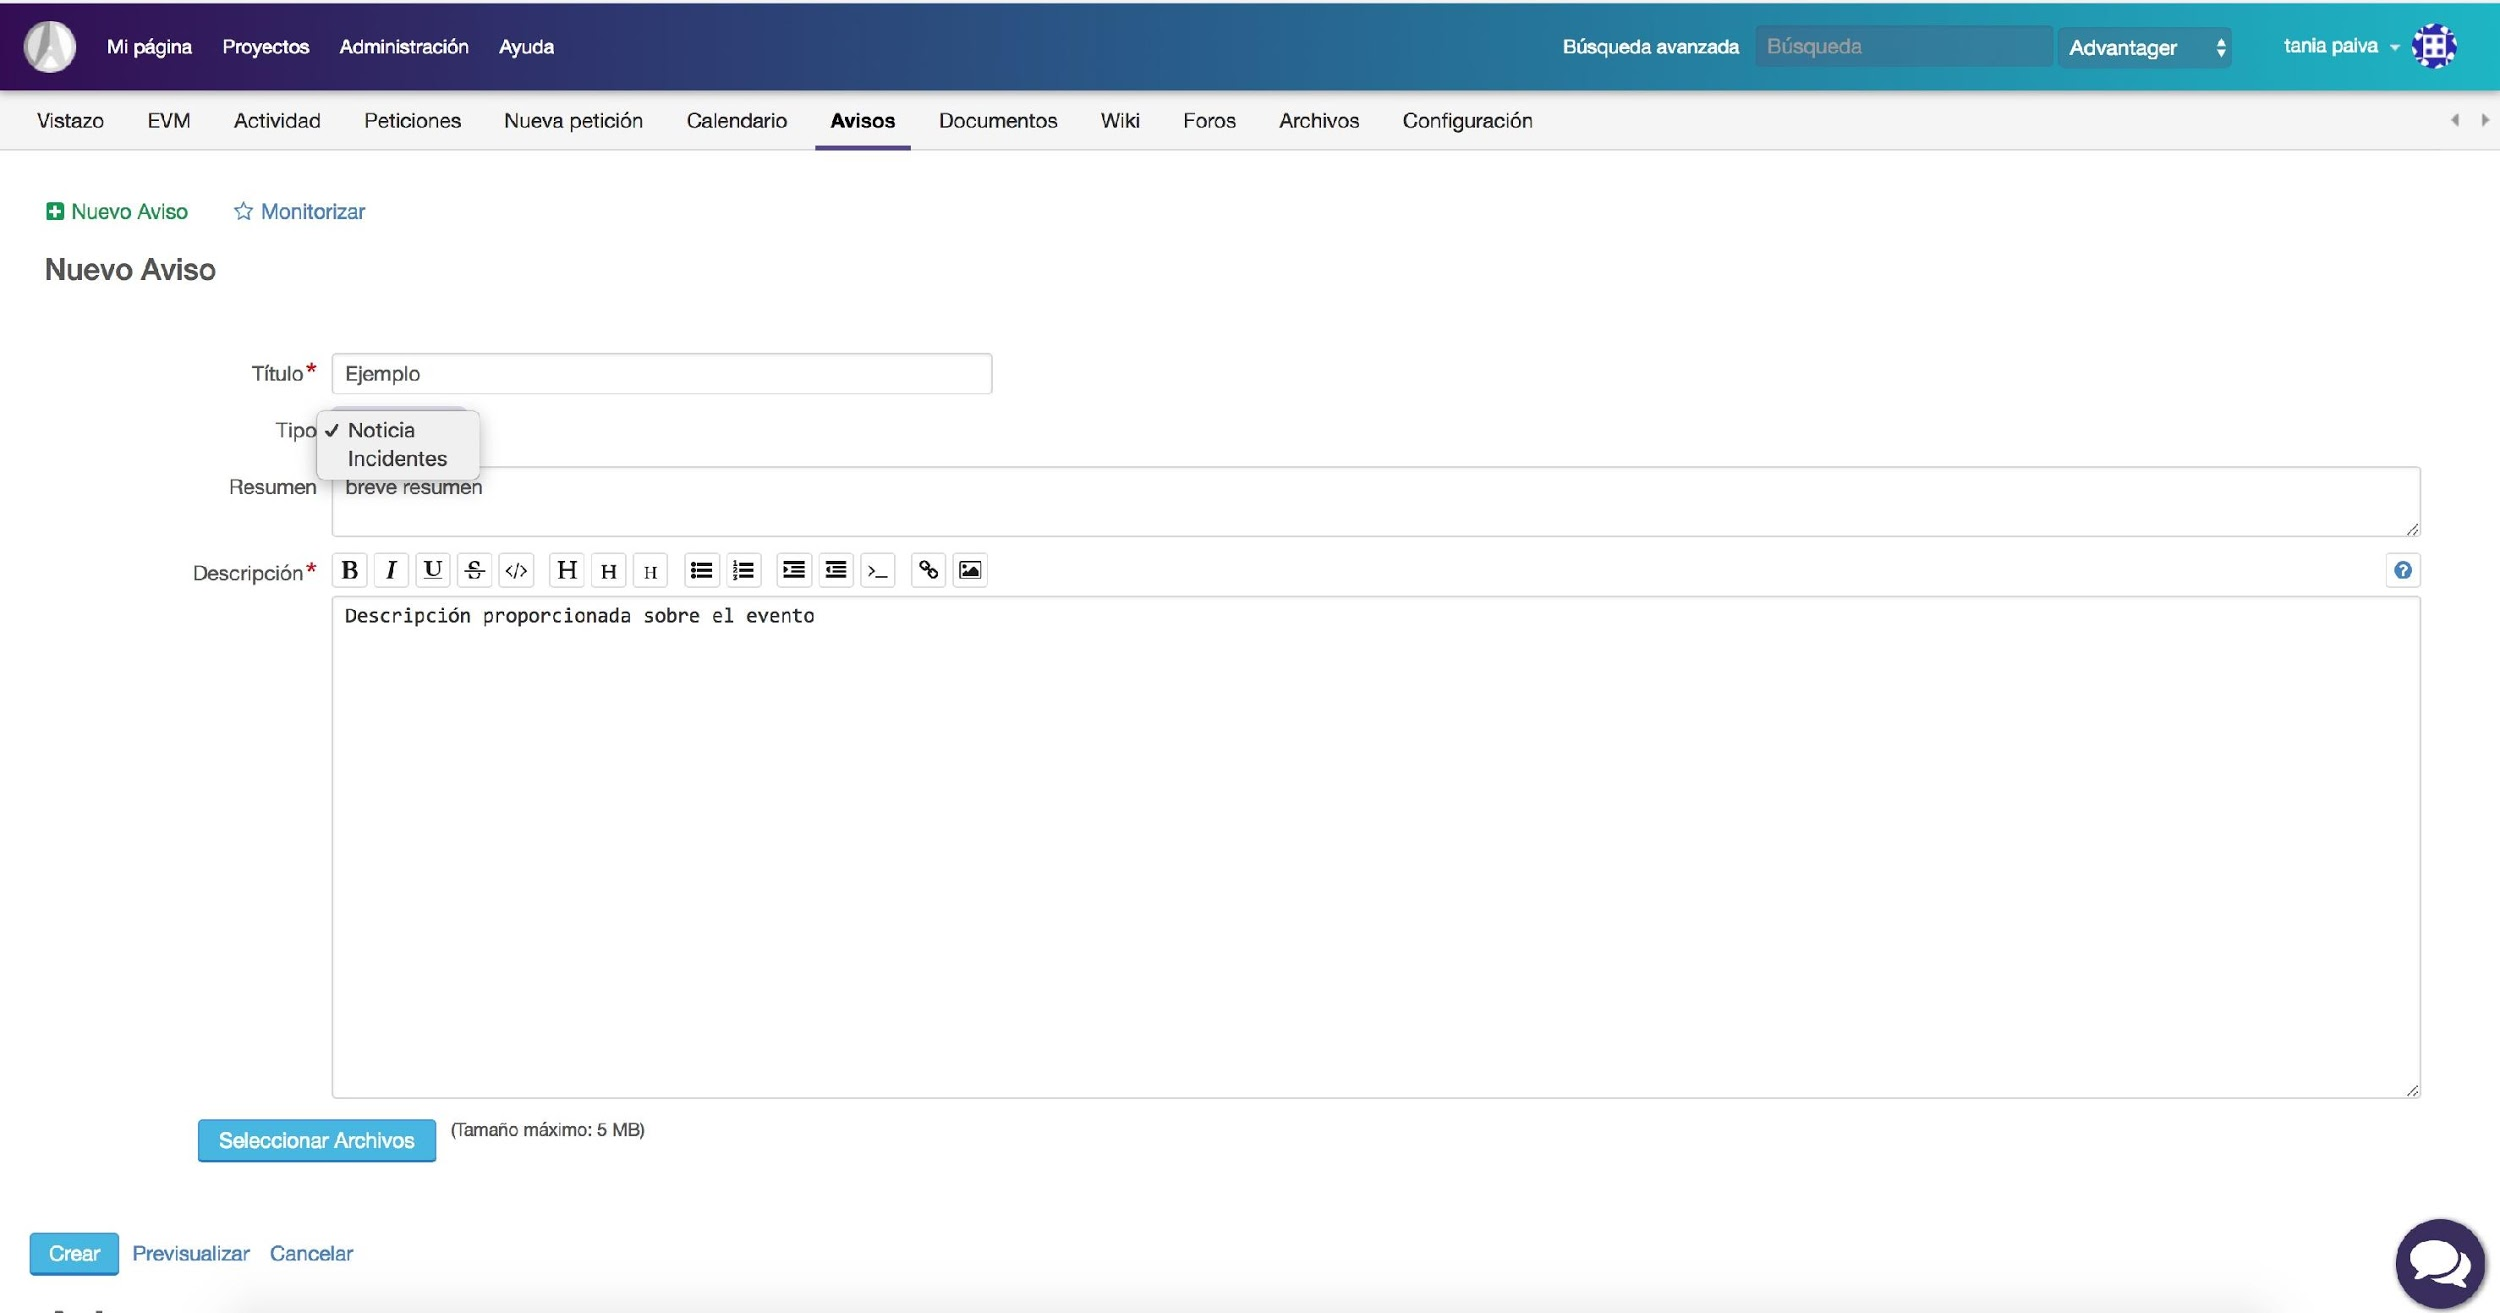 Mi página Proyectos Administración Ayuda Búsqueda avanzada Búsqueda Advantager tania paiva
Vistazo EVM Actividad Peticiones Nueva petición Calendario Avisos Documentos Wiki Foros Archivos Configuración
Nuevo Aviso Monitorizar
Nuevo Aviso
Título* Ejemplo
Tipo ✓ Noticia
Incidentes
Resumen breve resumen
Descripción* B I U S </> H H H >_ ?
Descripción proporcionada sobre el evento
Seleccionar Archivos (Tamaño máximo: 5 MB)
Crear Previsualizar Cancelar